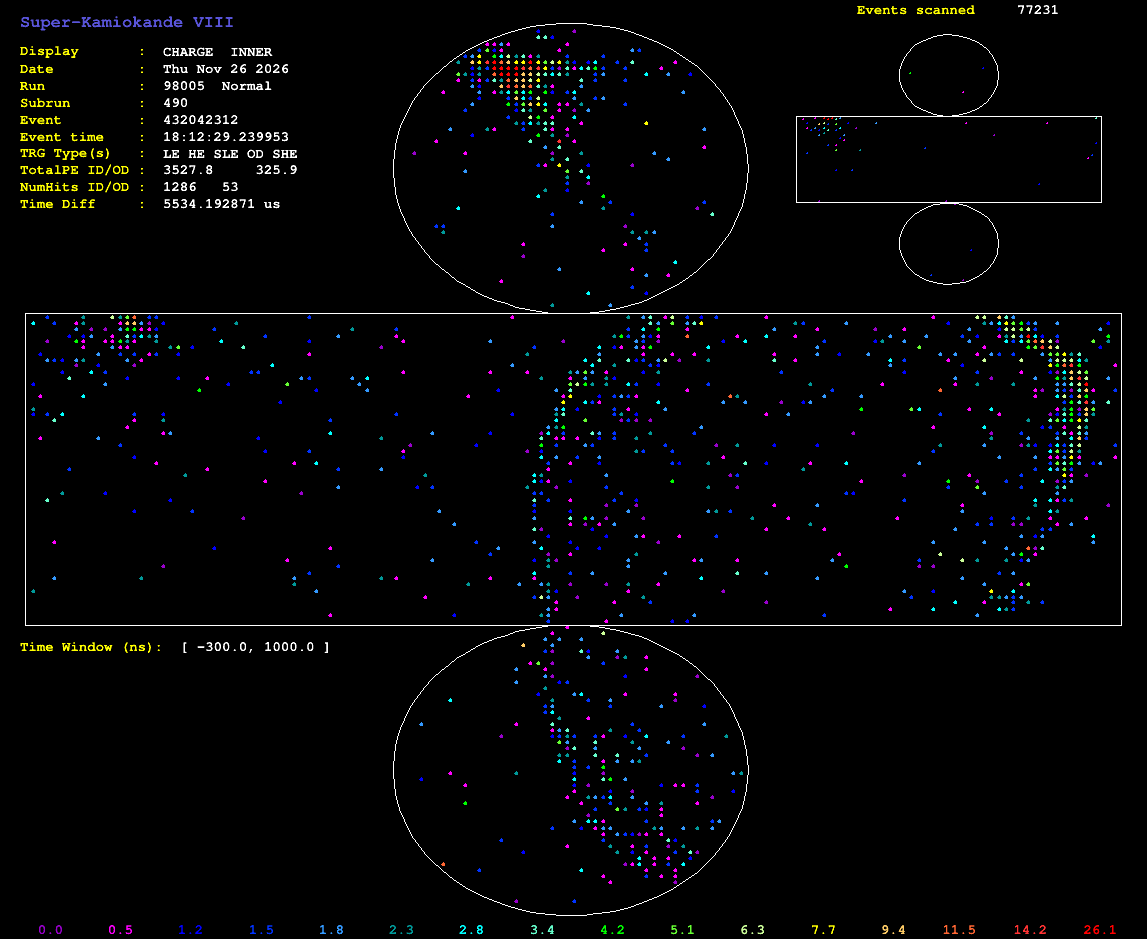 Super-Kamiokande VIII
Display : CHARGE INNER
Date : Thu Nov 26 2026
Run : 98005 Normal
Subrun : 490
Event : 432042312
Event time : 18:12:29.239953
TRG Type(s) : LE HE SLE OD SHE
TotalPE ID/OD : 3527.8 325.9
NumHits ID/OD : 1286 53
Time Diff : 5534.192871 us
Events scanned 77231
Time Window (ns): [ -300.0, 1000.0 ]
0.0 0.5 1.2 1.5 1.8 2.3 2.8 3.4 4.2 5.1 6.3 7.7 9.4 11.5 14.2 26.1